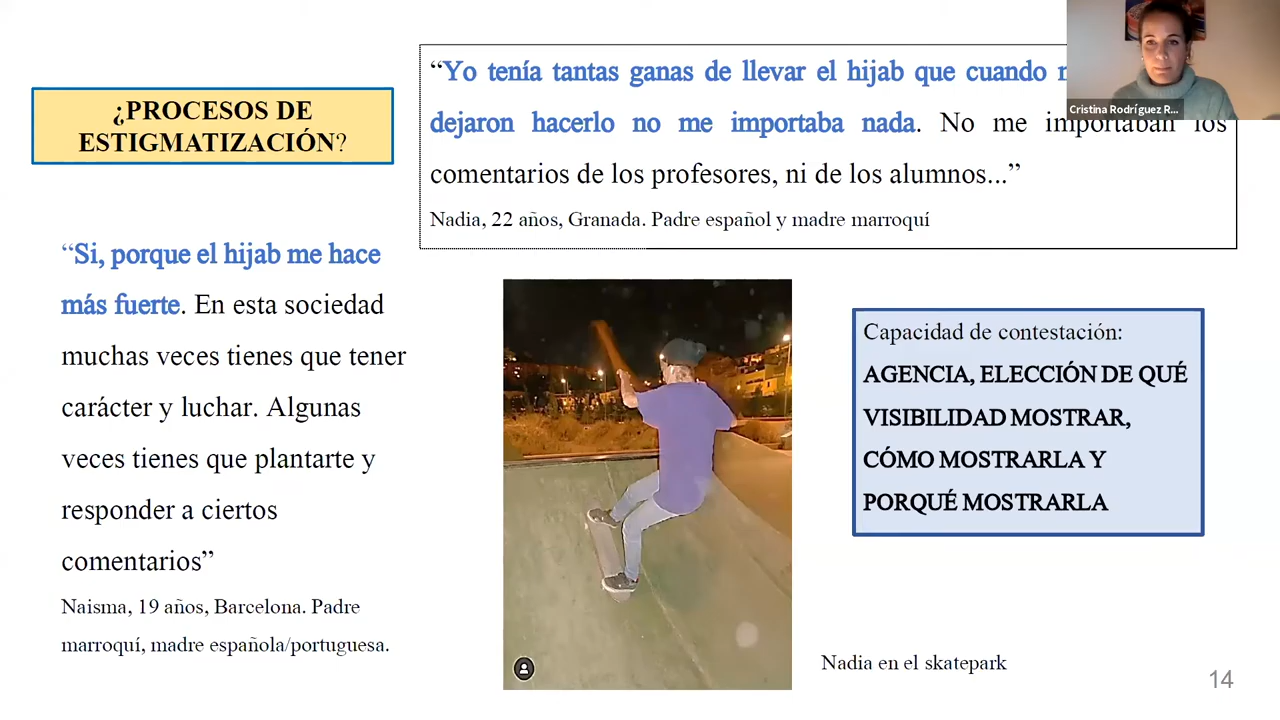 ¿PROCESOS DE
ESTIGMATIZACIÓN?
“Yo tenía tantas ganas de llevar el hijab que cuando
dejaron hacerlo no me importaba nada. No me importaban los
comentarios de los profesores, ni de los alumnos...”
Nadia, 22 años, Granada. Padre español y madre marroquí
Cristina Rodríguez R...
“Si, porque el hijab me hace
más fuerte. En esta sociedad
muchas veces tienes que tener
carácter y luchar. Algunas
veces tienes que plantarte y
responder a ciertos
comentarios”
Naisma, 19 años, Barcelona. Padre
marroquí, madre española/portuguesa.
Capacidad de contestación:
AGENCIA, ELECCIÓN DE QUÉ
VISIBILIDAD MOSTRAR,
CÓMO MOSTRARLA Y
PORQUÉ MOSTRARLA
Nadia en el skatepark
14